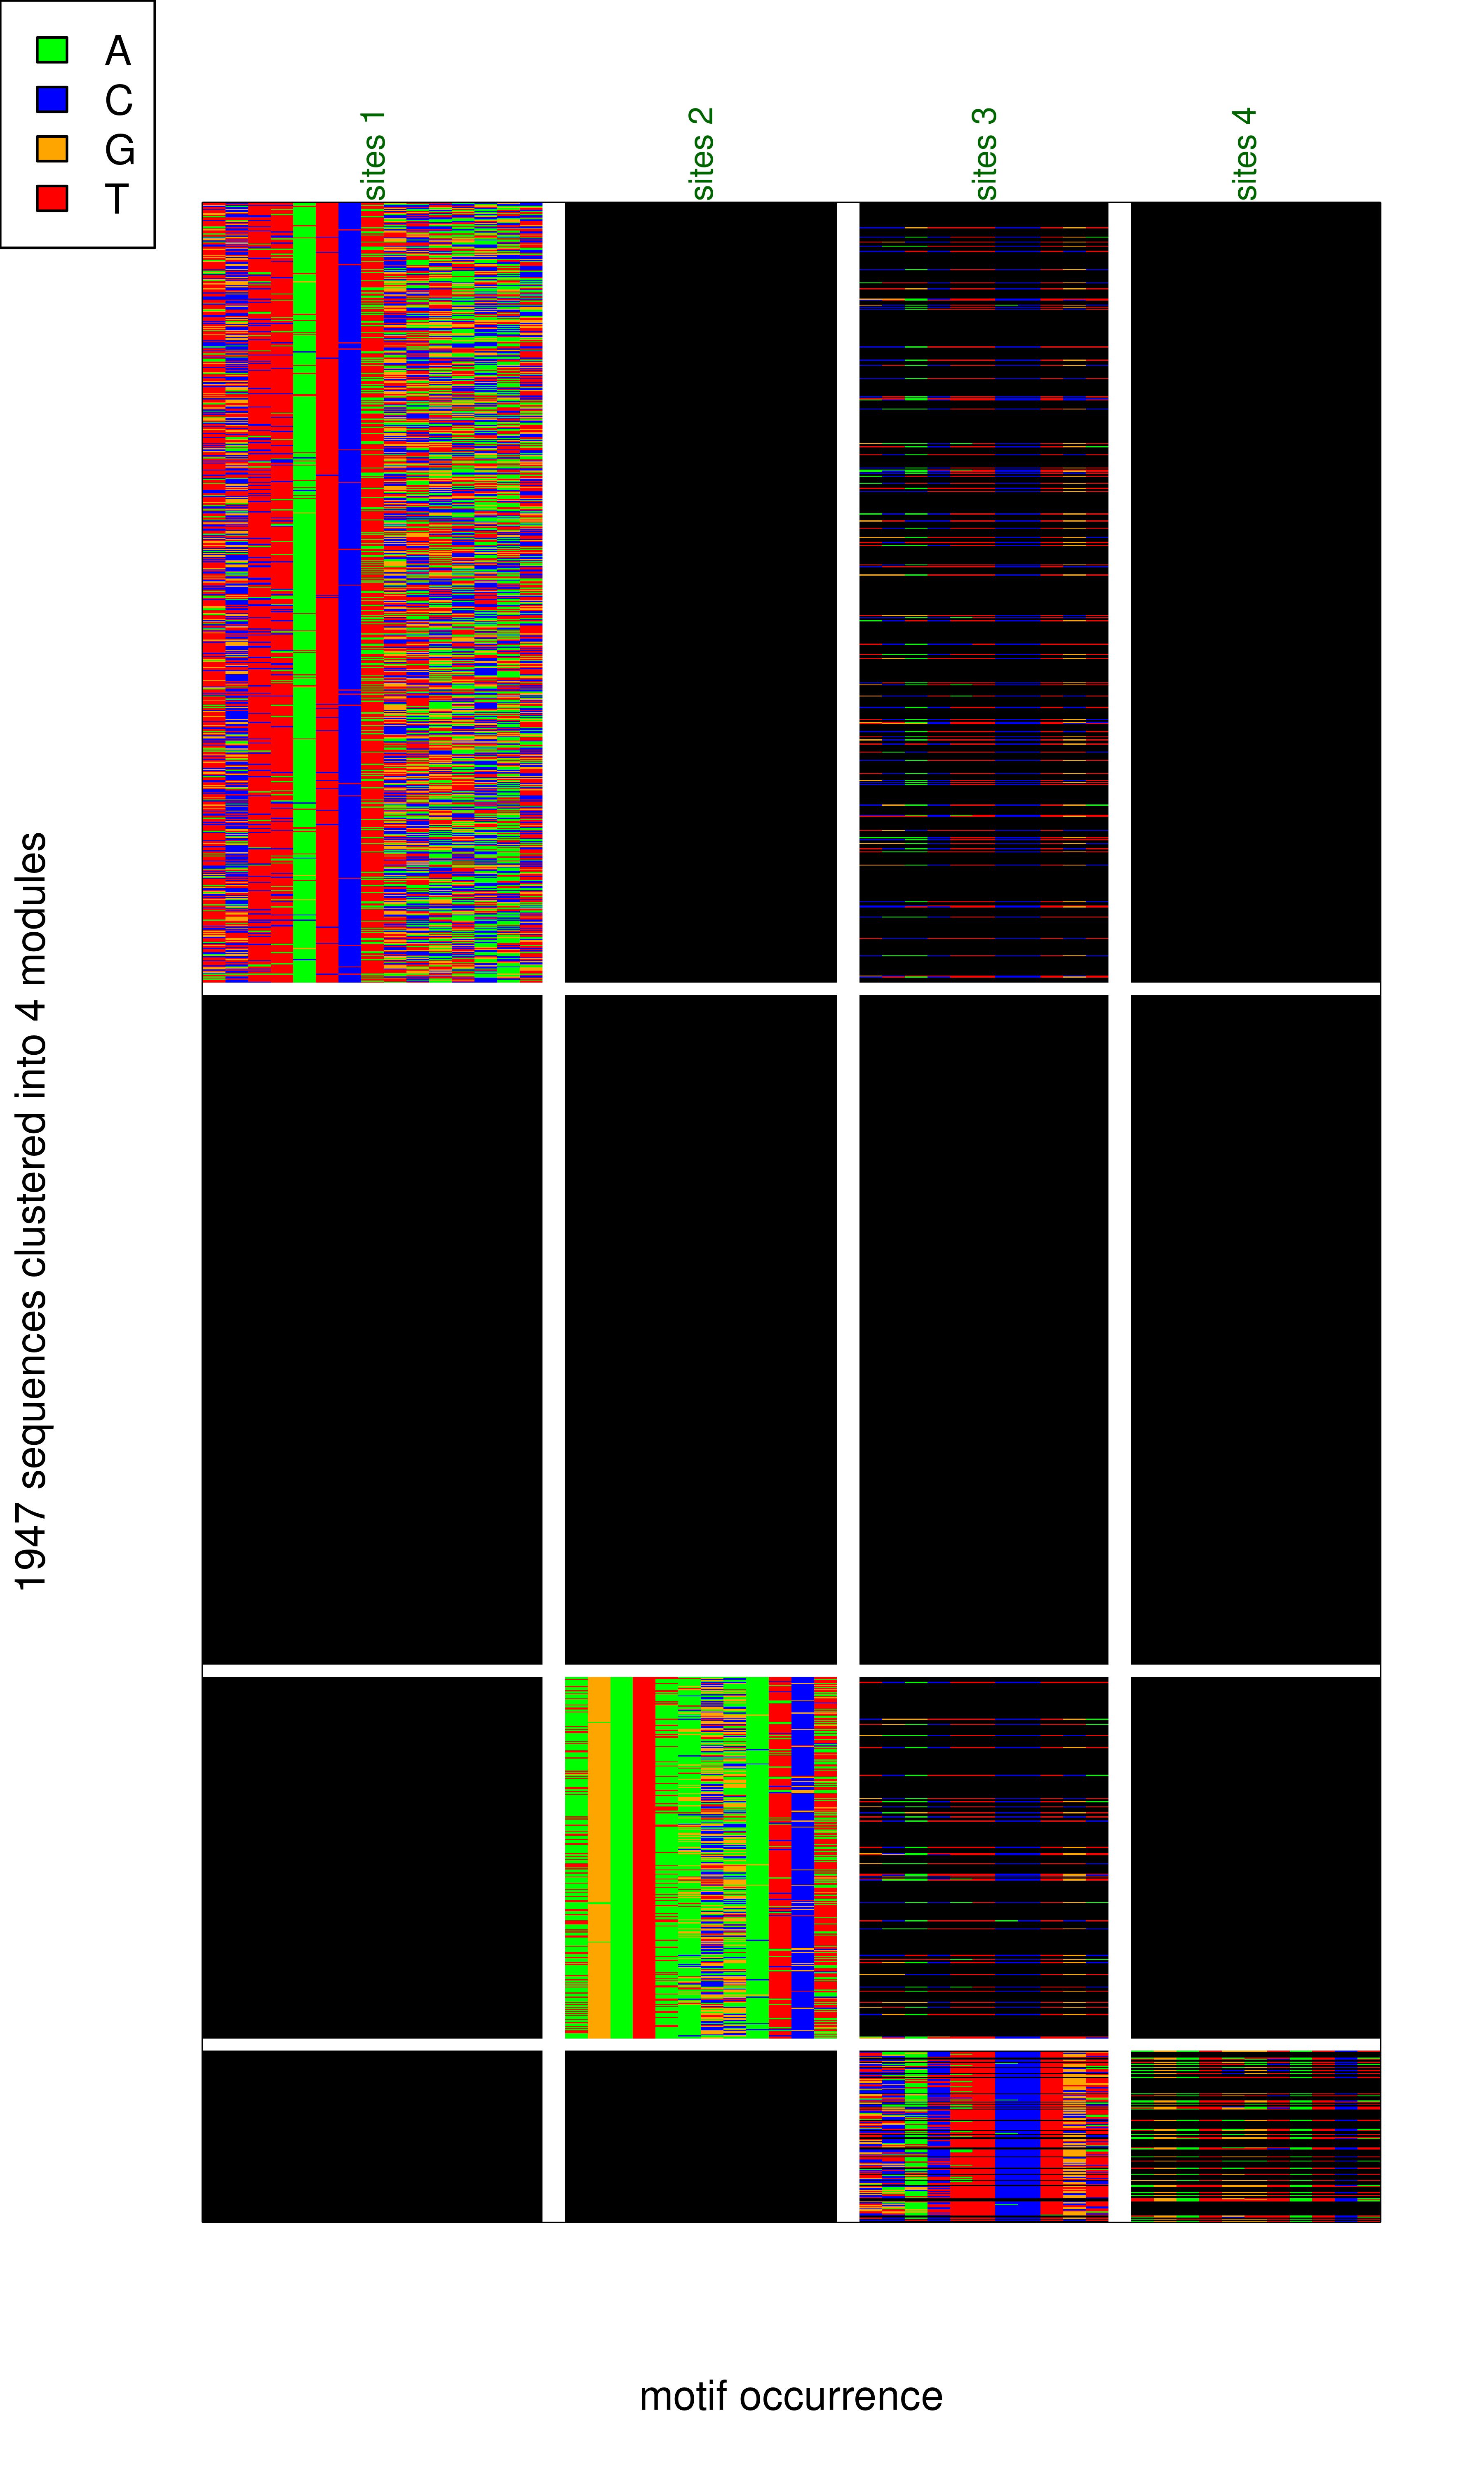 A
C
G
T
sites 1
sites 2
sites 3
sites 4
1947 sequences clustered into 4 modules
motif occurrence